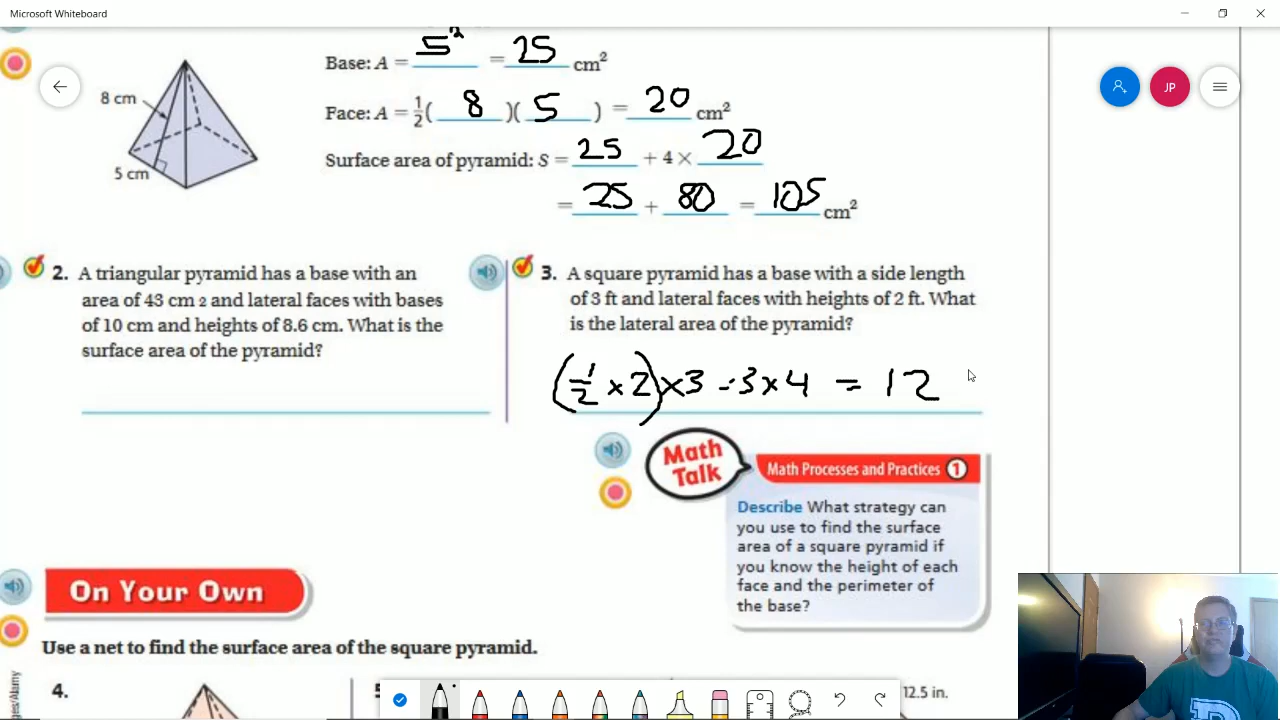 Microsoft Whiteboard
Base: A = 5² = 25 cm²
8 cm
Face: A = 1/2( 8 )( 5 ) = 20 cm²
JP
Surface area of pyramid: S = 25 + 4 × 20
5 cm
= 25 + 80 = 105 cm²
2. A triangular pyramid has a base with an
area of 43 cm 2 and lateral faces with bases
of 10 cm and heights of 8.6 cm. What is the
surface area of the pyramid?
3. A square pyramid has a base with a side length
of 3 ft and lateral faces with heights of 2 ft. What
is the lateral area of the pyramid?
(1/2 × 2) × 3 = 3 × 4 = 12
Math
Talk
Math Processes and Practices 1
Describe What strategy can
you use to find the surface
area of a square pyramid if
you know the height of each
face and the perimeter of
the base?
On Your Own
Use a net to find the surface area of the square pyramid.
4.
12.5 in.